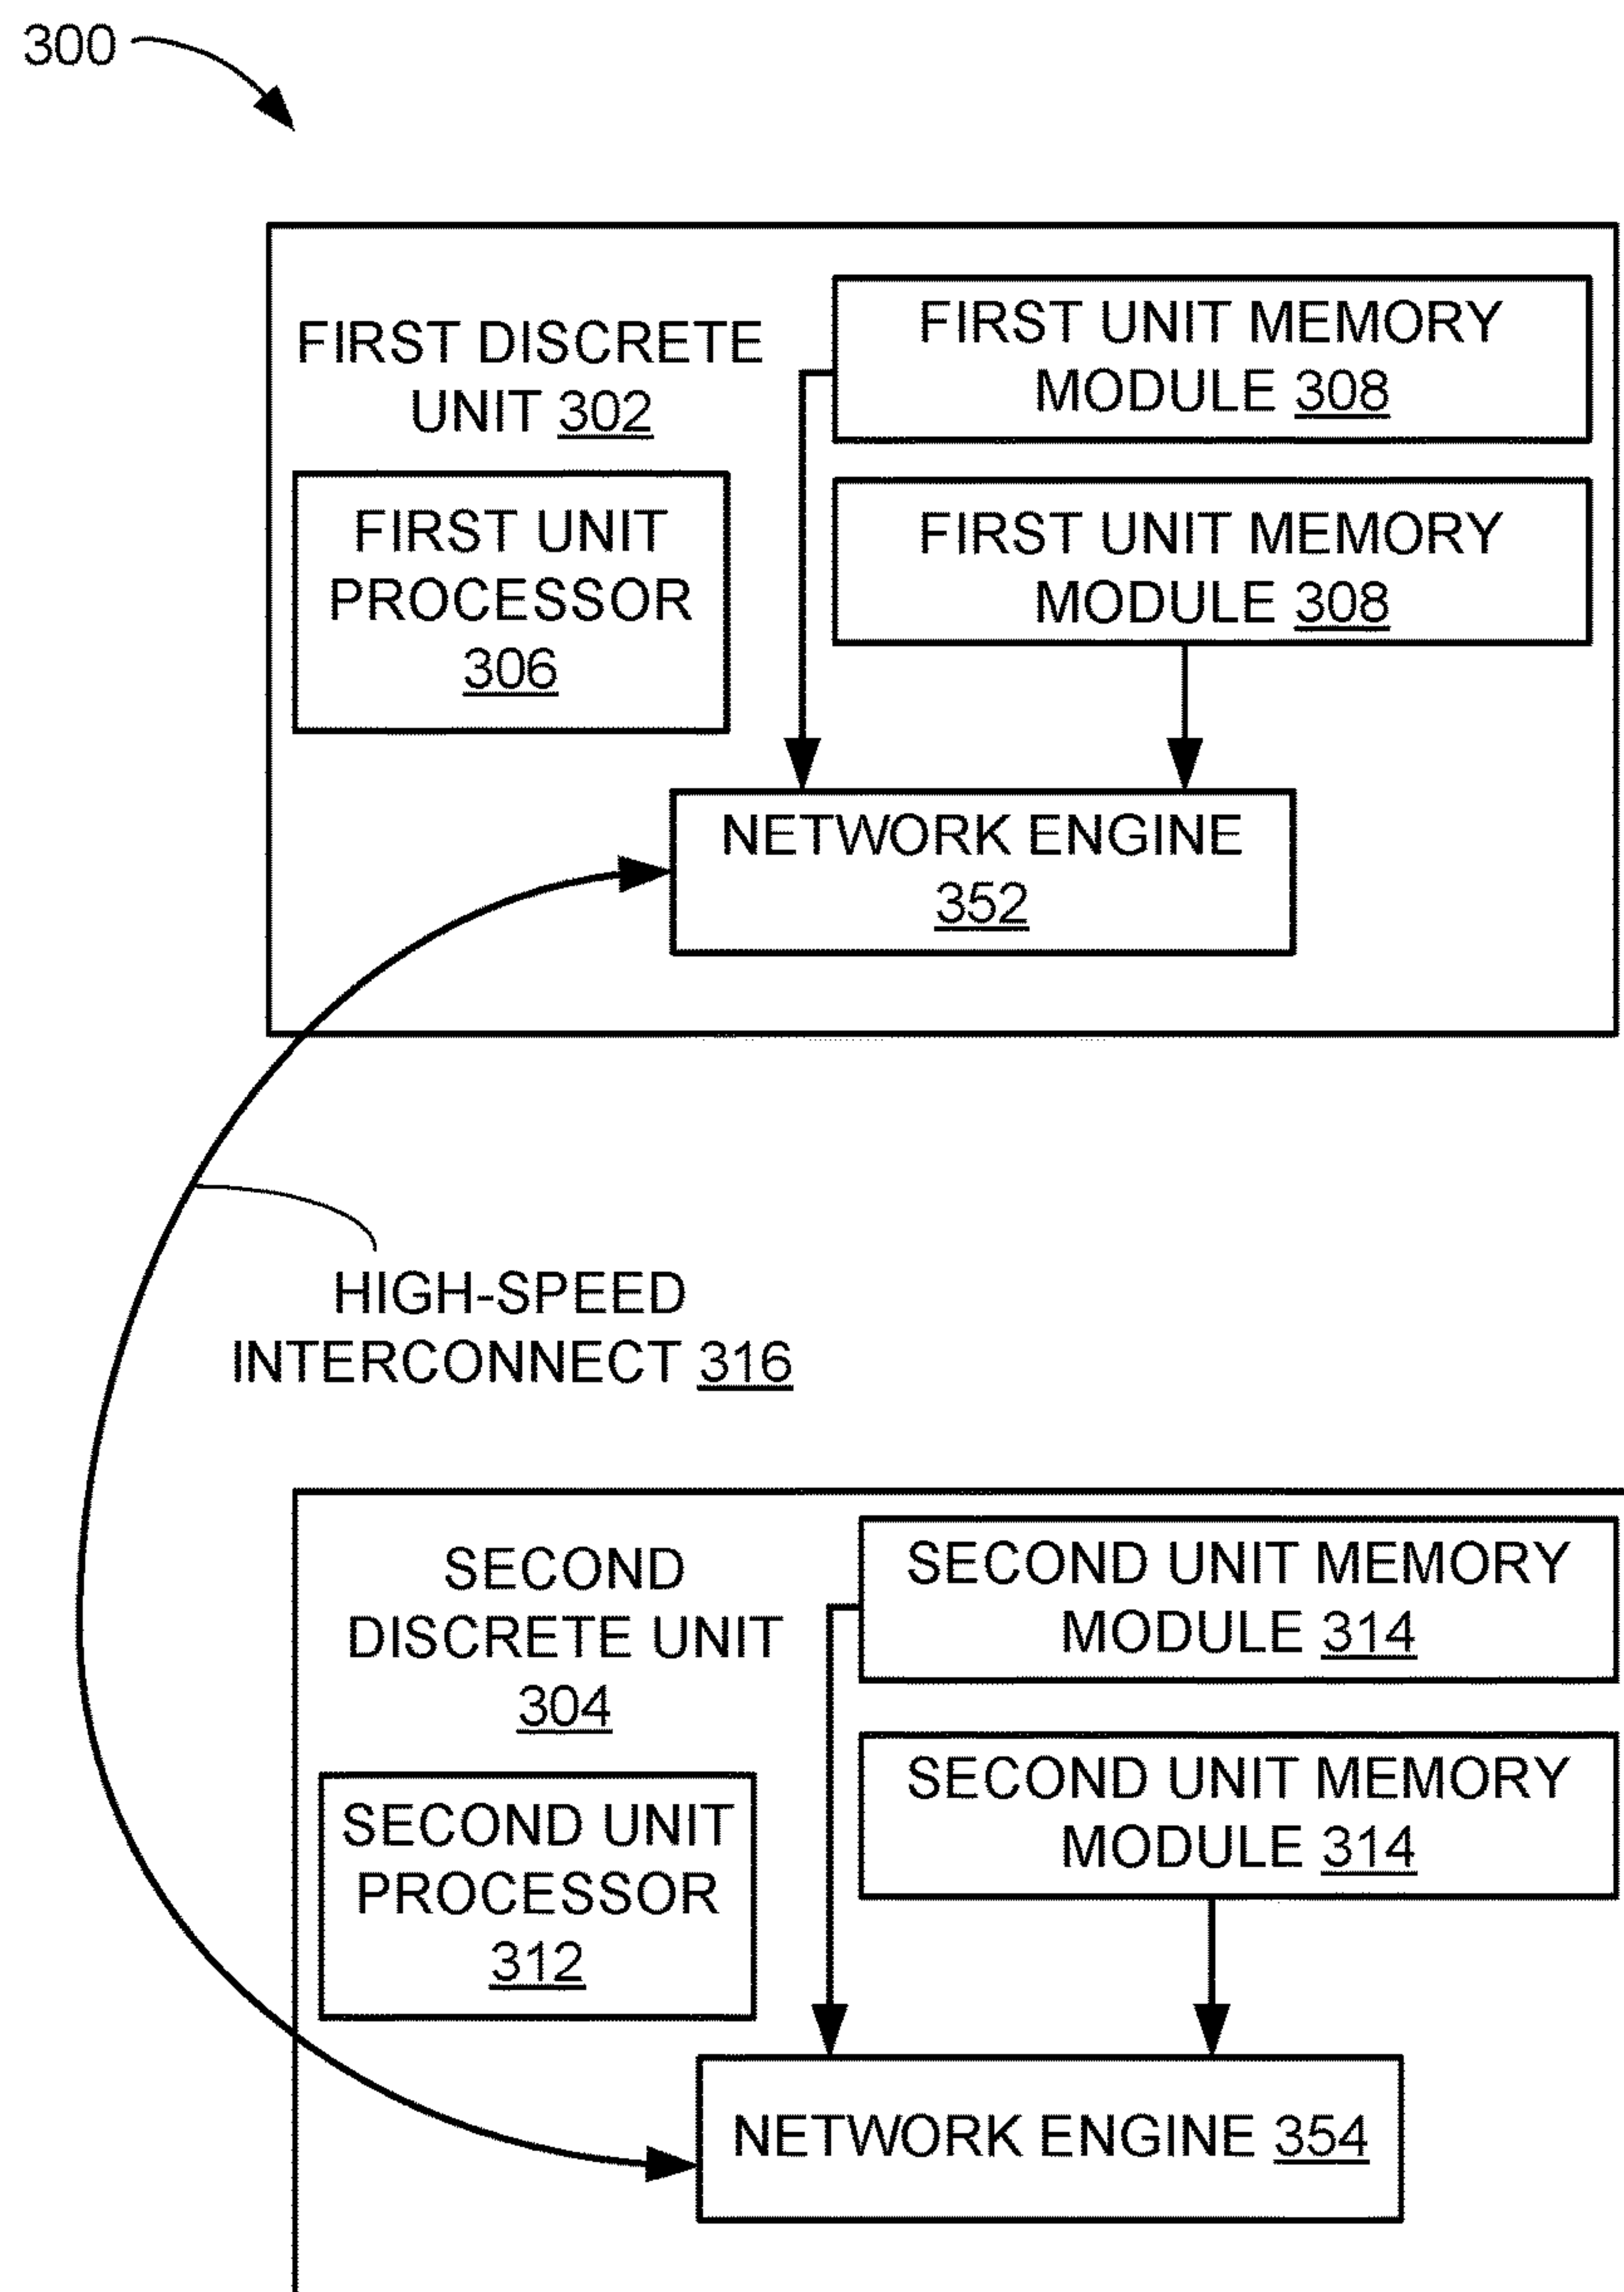 300
FIRST DISCRETE
UNIT 302
FIRST UNIT MEMORY
MODULE 308
FIRST UNIT
PROCESSOR
306
FIRST UNIT MEMORY
MODULE 308
NETWORK ENGINE
352
HIGH-SPEED
INTERCONNECT 316
SECOND
DISCRETE UNIT
304
SECOND UNIT MEMORY
MODULE 314
SECOND UNIT
PROCESSOR
312
SECOND UNIT MEMORY
MODULE 314
NETWORK ENGINE 354